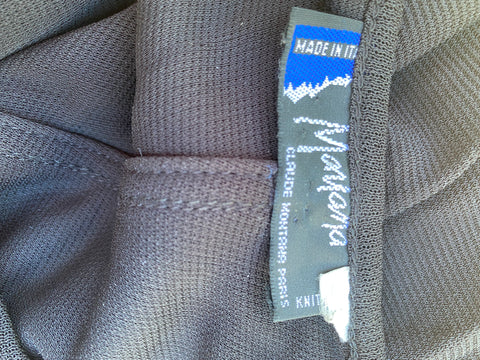 MADE IN ITA
Montana
CLAUDE MONTANA PARIS
KNIT